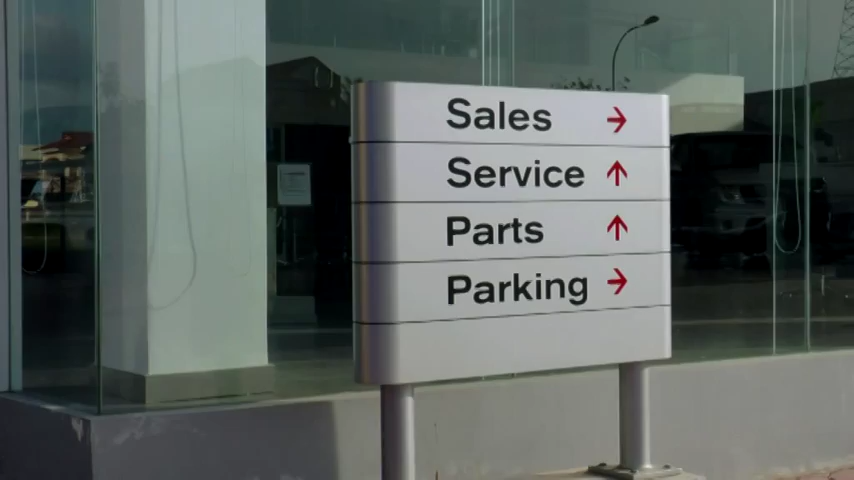 Sales →
Service ↑
Parts ↑
Parking →